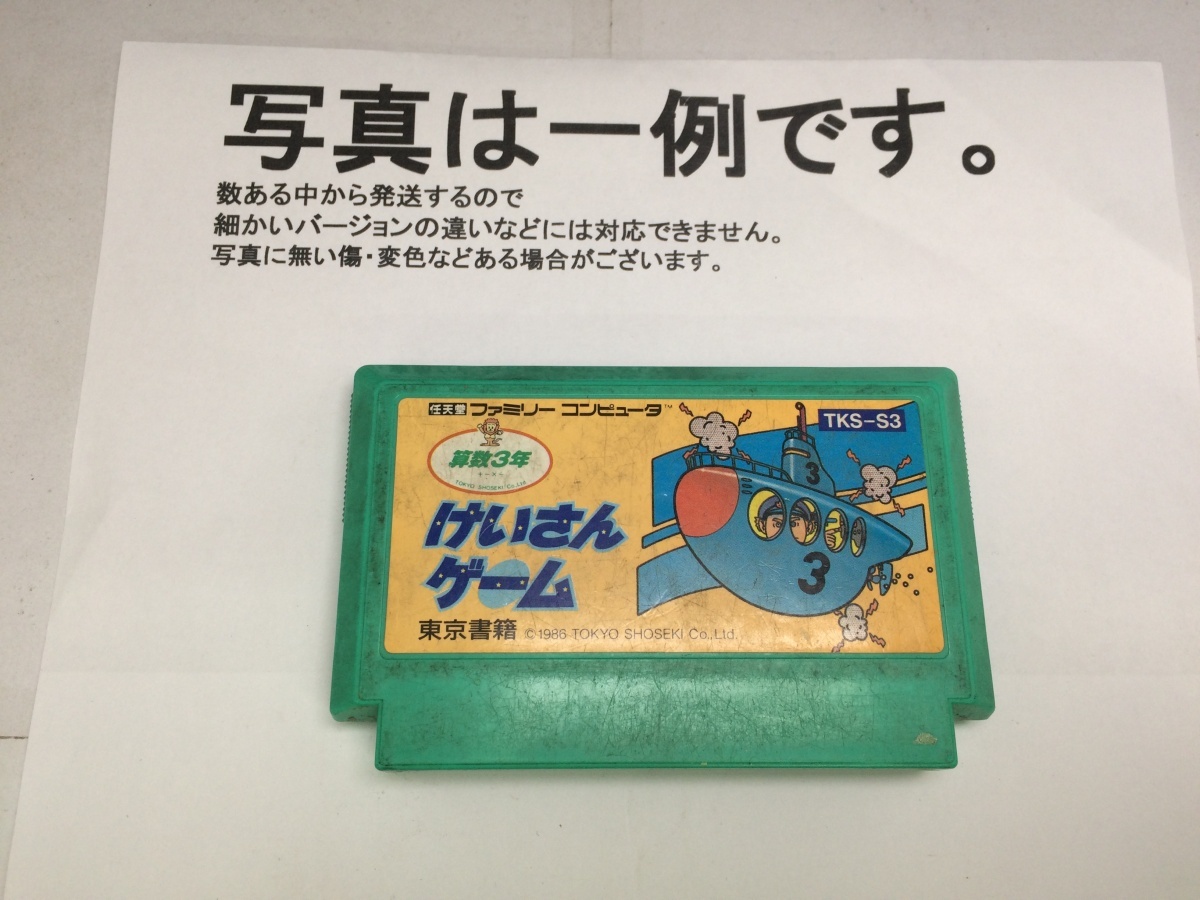 写真は一例です。
数ある中から発送するので
細かいバージョンの違いなどには対応できません。
写真に無い傷・変色などある場合がございます。
任天堂 ファミリー コンピュータ™
TKS-S3
算数3年
+-×÷
TOKYO SHOSEKI Co.,Ltd.
3
けいさん
ゲーム
3
東京書籍 ©1986 TOKYO SHOSEKI Co.,Ltd.